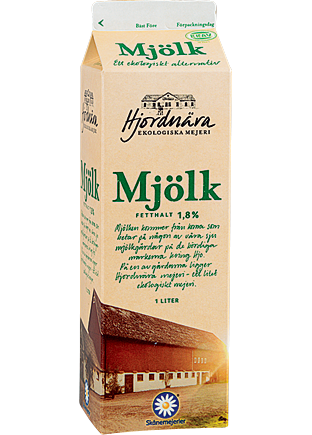 Bäst Före
Förpackningsdag
Mjölk
Ett ekologiskt alternativ
Hjordnära
EKOLOGISKA MEJERI
Mjölk
FETTHALT 1,8%
Mjölken kommer från korna som
betar på någon av våra sju
mjölkgårdar på de bördiga
markerna kring Hjo.
På en av gårdarna ligger
Hjordnära mejeri - ett litet
ekologiskt mejeri.
1 LITER
Mjölk
Skånemejerier